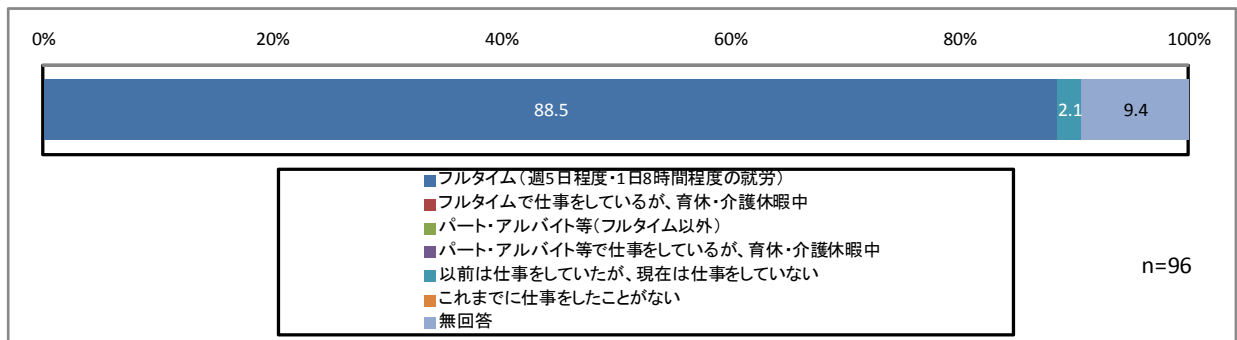 0% 20% 40% 60% 80% 100%
88.5 2.1 9.4
フルタイム（週5日程度・1日8時間程度の就労）
フルタイムで仕事をしているが、育休・介護休暇中
パート・アルバイト等（フルタイム以外）
パート・アルバイト等で仕事をしているが、育休・介護休暇中
以前は仕事をしていたが、現在は仕事をしていない
これまでに仕事をしたことがない
無回答
n=96